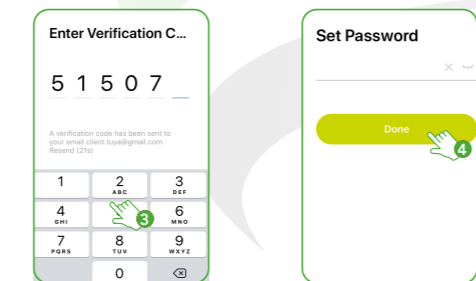 Enter Verification C...
5 1 5 0 7
A verification code has been sent to
your email client.tuya@gmail.com
Resend (21s)
1 2 3
ABC DEF
4 6
GHI MNO
3
7 8 9
PQRS TUV WXYZ
0
Set Password
Done
4